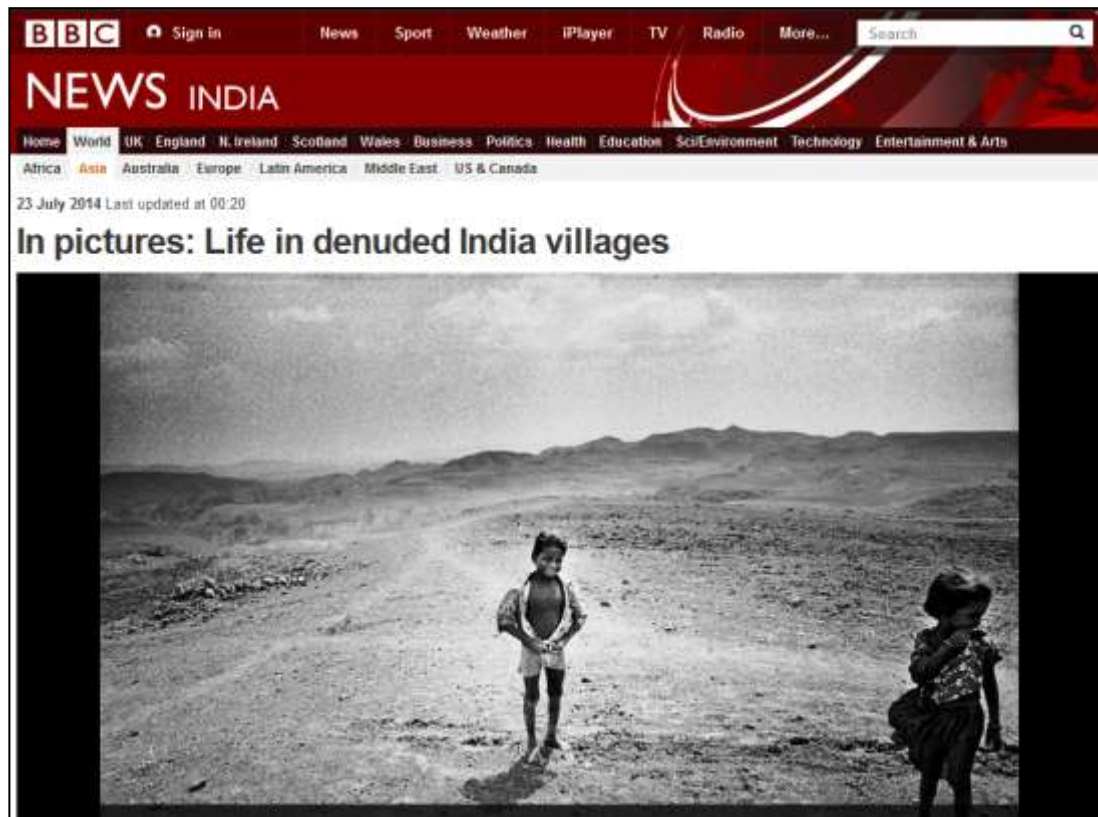 BBC Sign in News Sport Weather iPlayer TV Radio More... Search
NEWS INDIA
Home World UK England N. Ireland Scotland Wales Business Politics Health Education Sci/Environment Technology Entertainment & Arts
Africa Asia Australia Europe Latin America Middle East US & Canada
23 July 2014 Last updated at 00:20
In pictures: Life in denuded India villages